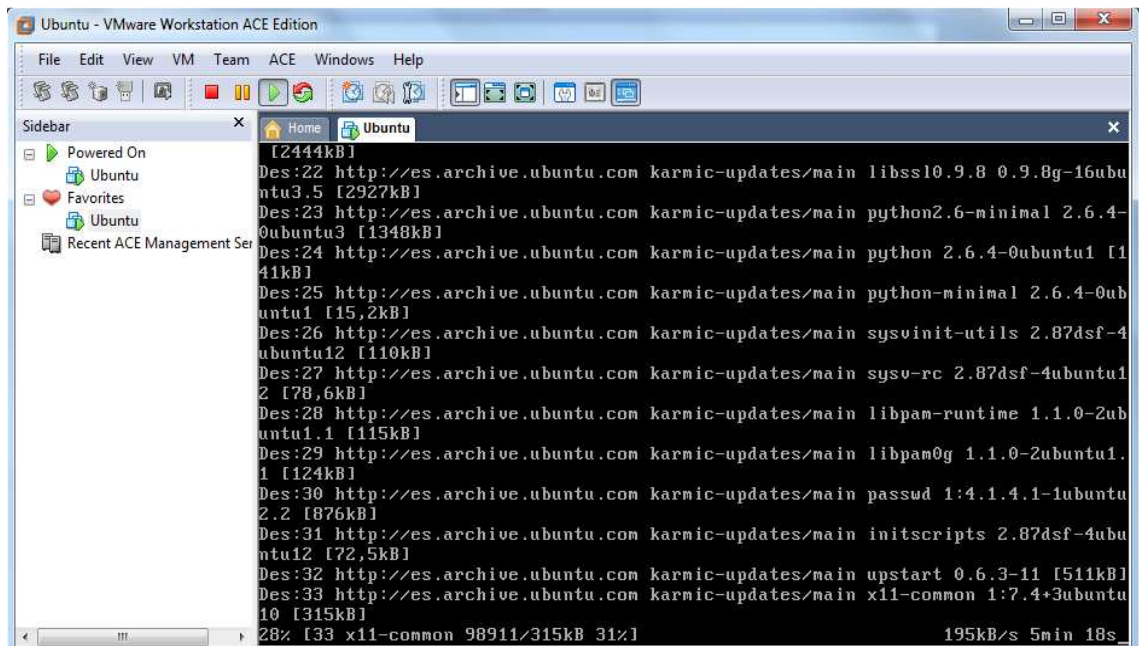 Ubuntu - VMware Workstation ACE Edition
File Edit View VM Team ACE Windows Help
Sidebar x
Powered On
Ubuntu
Favorites
Ubuntu
Recent ACE Management Ser
Home Ubuntu x
[2444kB]
Des:22 http://es.archive.ubuntu.com karmic-updates/main libssl0.9.8 0.9.8g-16ubu
ntu3.5 [2927kB]
Des:23 http://es.archive.ubuntu.com karmic-updates/main python2.6-minimal 2.6.4-
0ubuntu3 [1348kB]
Des:24 http://es.archive.ubuntu.com karmic-updates/main python 2.6.4-0ubuntu1 [1
41kB]
Des:25 http://es.archive.ubuntu.com karmic-updates/main python-minimal 2.6.4-0ub
untu1 [15,2kB]
Des:26 http://es.archive.ubuntu.com karmic-updates/main sysvinit-utils 2.87dsf-4
ubuntu12 [110kB]
Des:27 http://es.archive.ubuntu.com karmic-updates/main sysv-rc 2.87dsf-4ubuntu1
2 [78,6kB]
Des:28 http://es.archive.ubuntu.com karmic-updates/main libpam-runtime 1.1.0-2ub
untu1.1 [115kB]
Des:29 http://es.archive.ubuntu.com karmic-updates/main libpam0g 1.1.0-2ubuntu1.
1 [124kB]
Des:30 http://es.archive.ubuntu.com karmic-updates/main passwd 1:4.1.4.1-1ubuntu
2.2 [876kB]
Des:31 http://es.archive.ubuntu.com karmic-updates/main initscripts 2.87dsf-4ubu
ntu12 [72,5kB]
Des:32 http://es.archive.ubuntu.com karmic-updates/main upstart 0.6.3-11 [511kB]
Des:33 http://es.archive.ubuntu.com karmic-updates/main x11-common 1:7.4+3ubuntu
10 [315kB]
28% [33 x11-common 98911/315kB 31%] 195kB/s 5min 18s_